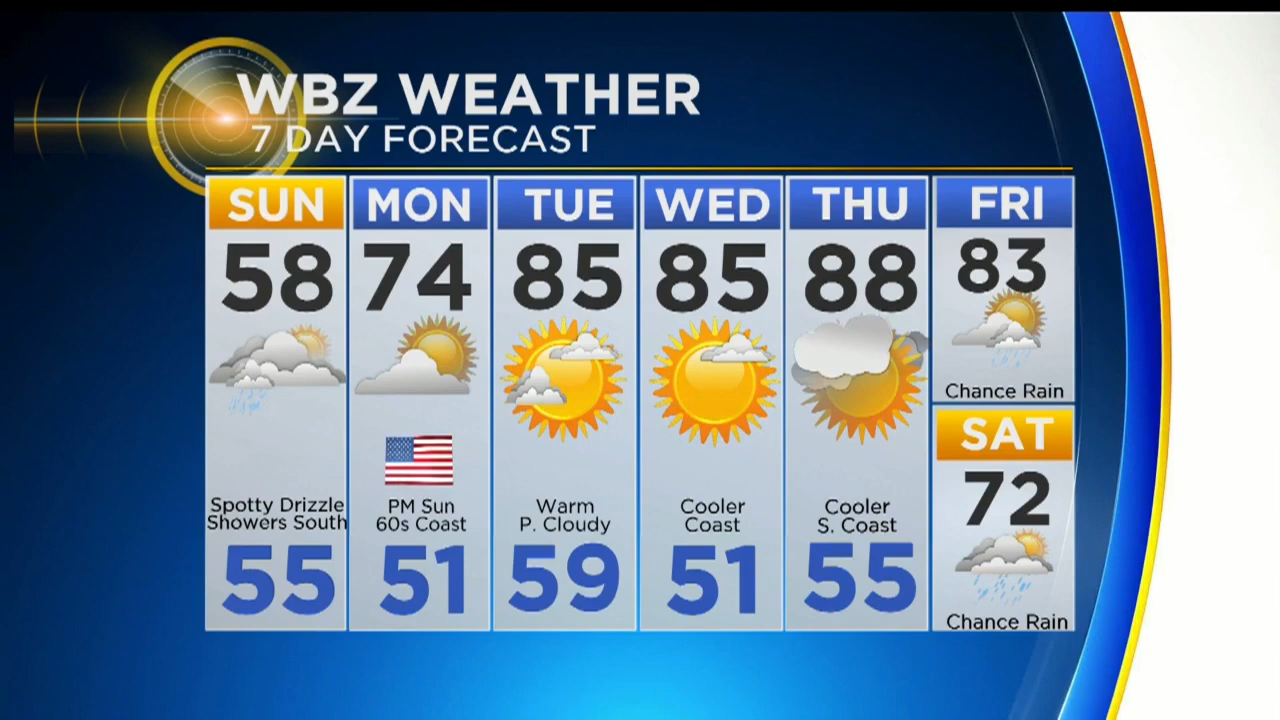 WBZ WEATHER
7 DAY FORECAST
SUN
58
Spotty Drizzle
Showers South
55
MON
74
PM Sun
60s Coast
51
TUE
85
Warm
P. Cloudy
59
WED
85
Cooler
Coast
51
THU
88
Cooler
S. Coast
55
FRI
83
Chance Rain
SAT
72
Chance Rain